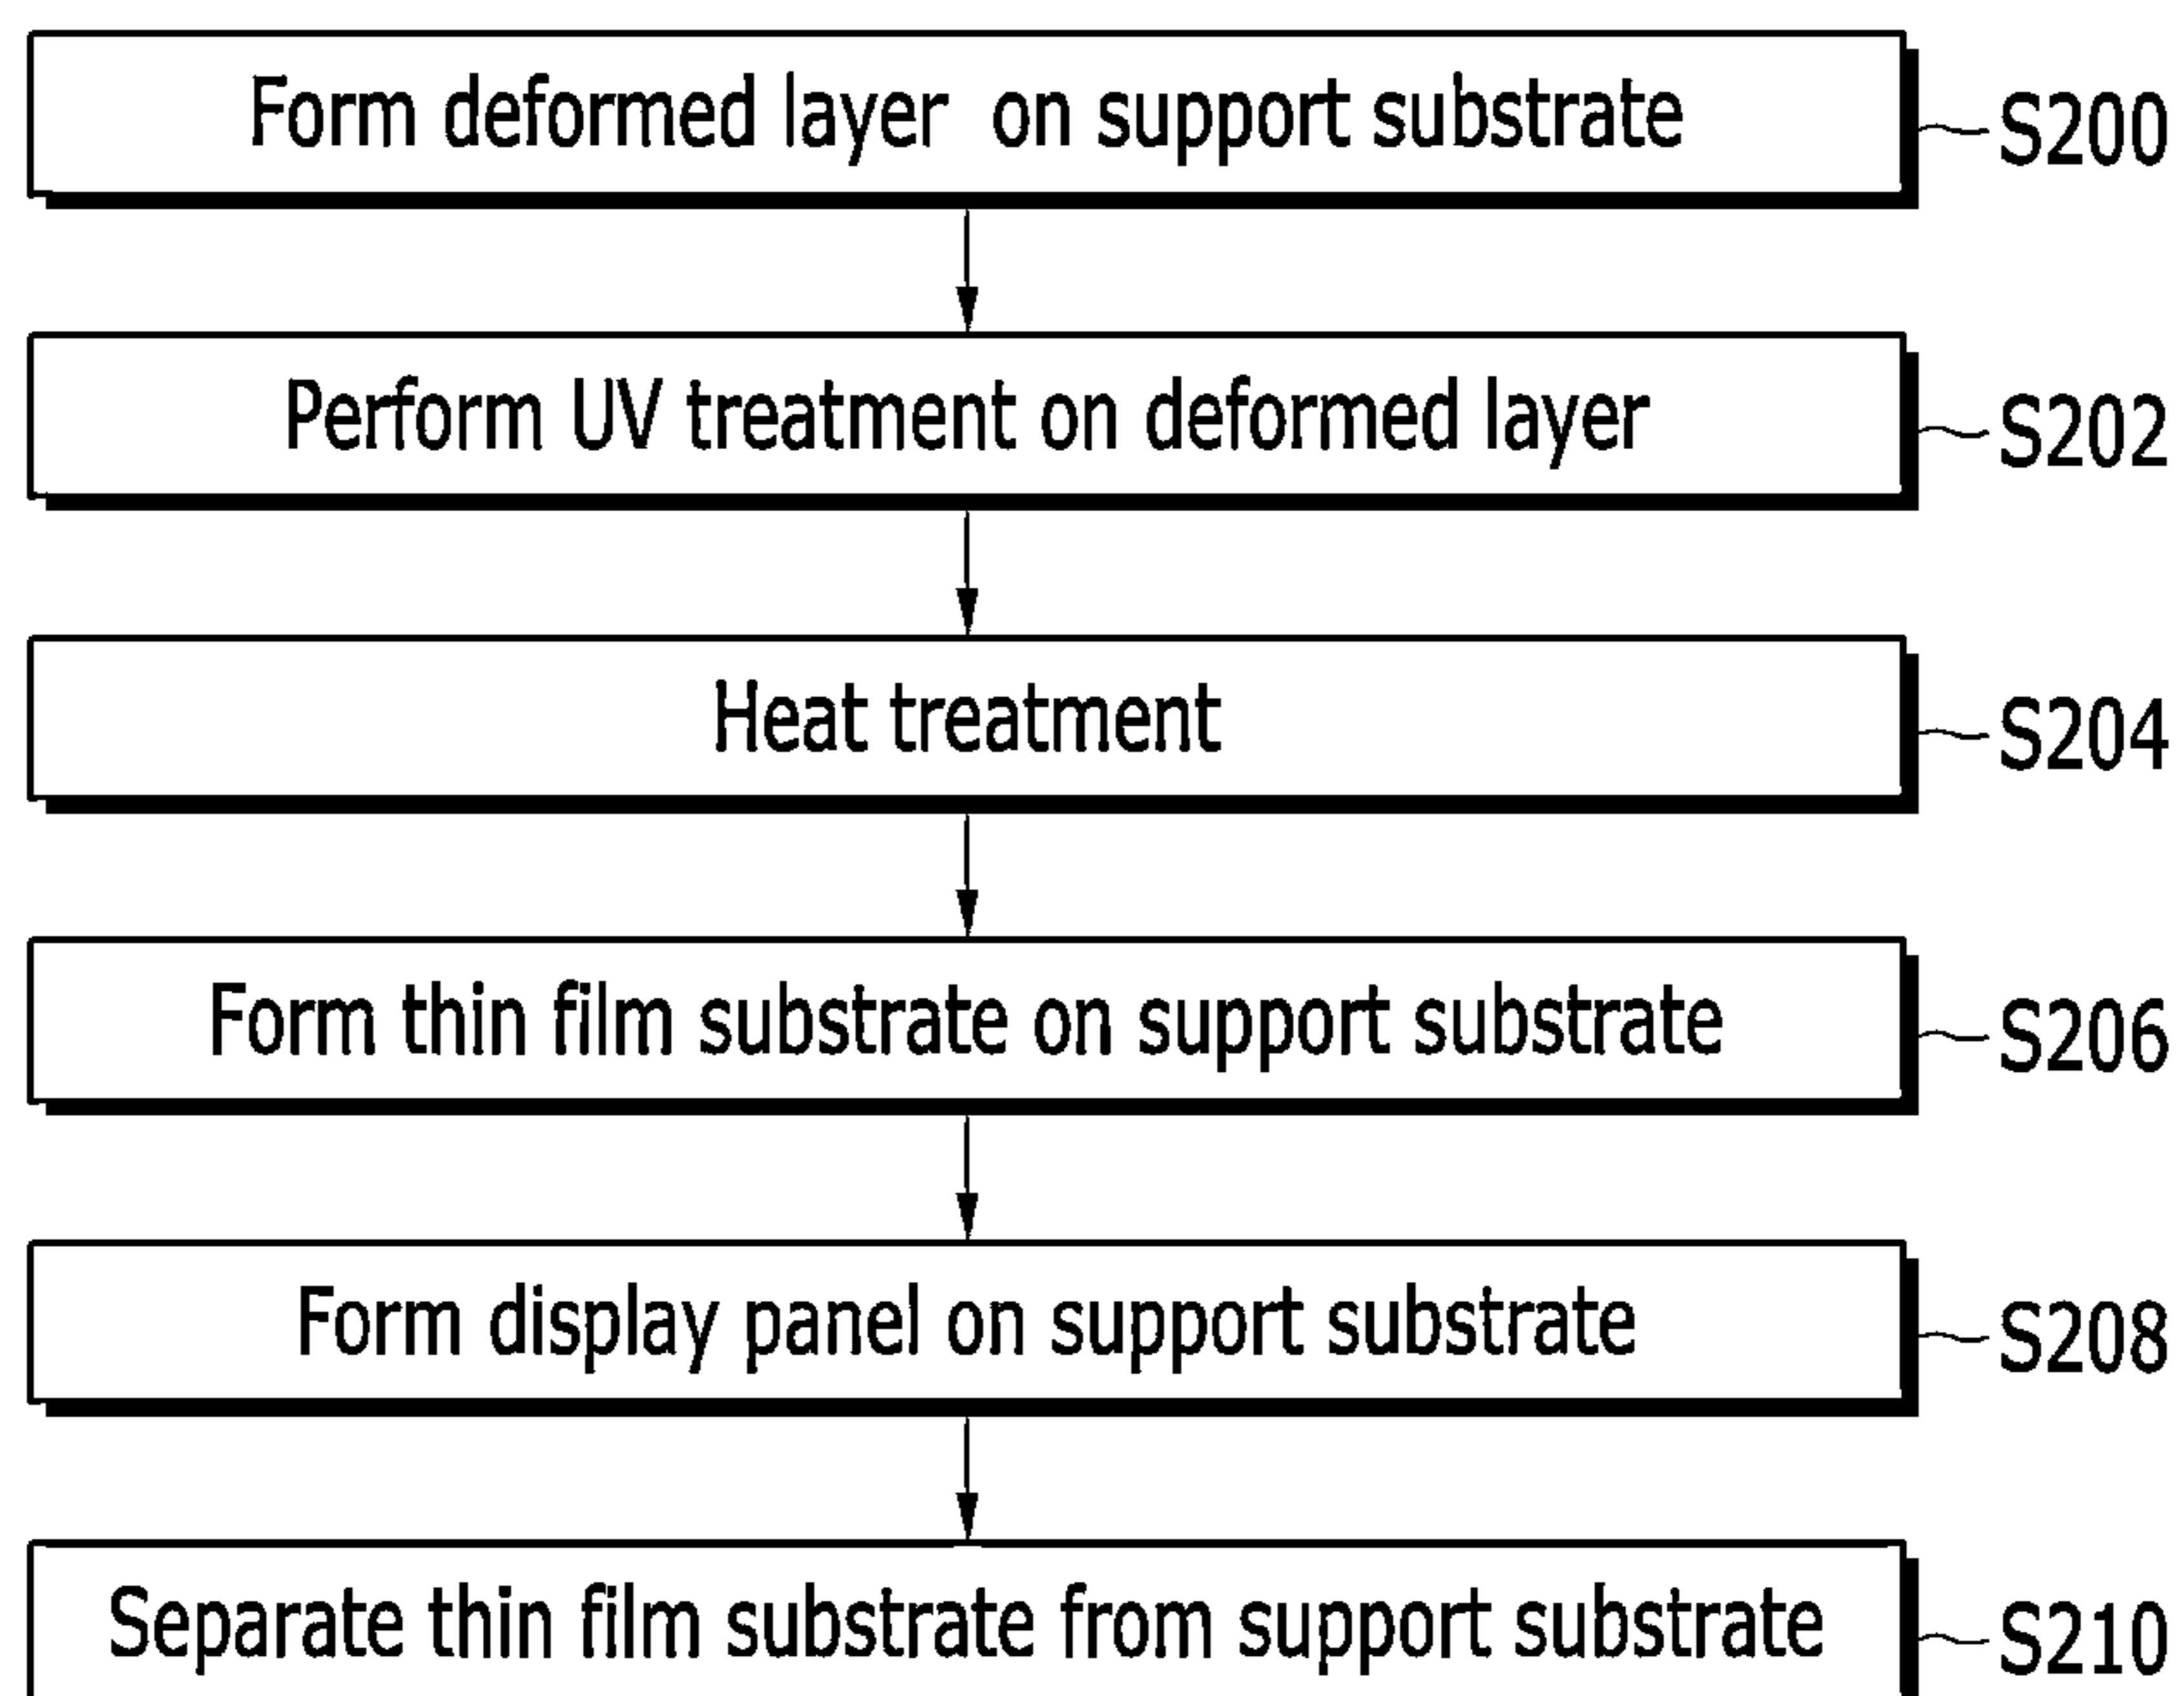 Form deformed layer on support substrate S200
Perform UV treatment on deformed layer S202
Heat treatment S204
Form thin film substrate on support substrate S206
Form display panel on support substrate S208
Separate thin film substrate from support substrate S210